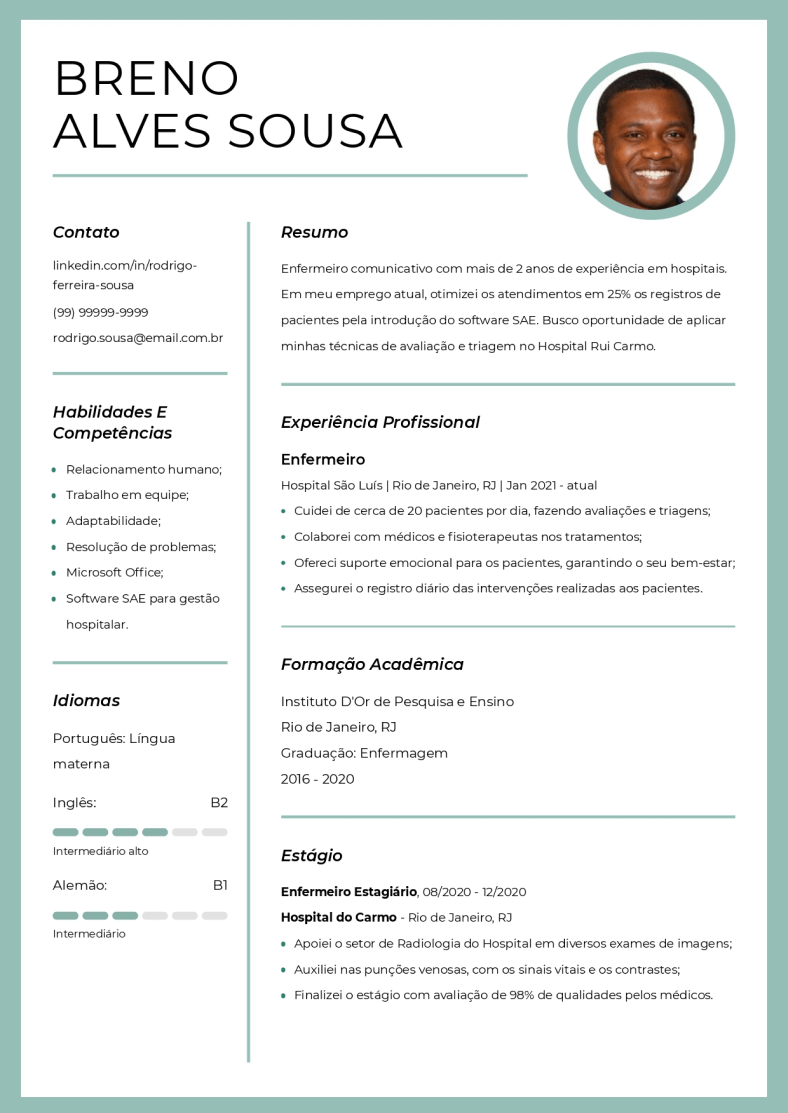 BRENO
ALVES SOUSA
Contato
linkedin.com/in/rodrigo-
ferreira-sousa
(99) 99999-9999
rodrigo.sousa@email.com.br
Habilidades E
Competências
Relacionamento humano;
Trabalho em equipe;
Adaptabilidade;
Resolução de problemas;
Microsoft Office;
Software SAE para gestão
hospitalar.
Idiomas
Português: Língua
materna
Inglês: B2
Intermediário alto
Alemão: B1
Intermediário
Resumo
Enfermeiro comunicativo com mais de 2 anos de experiência em hospitais.
Em meu emprego atual, otimizei os atendimentos em 25% os registros de
pacientes pela introdução do software SAE. Busco oportunidade de aplicar
minhas técnicas de avaliação e triagem no Hospital Rui Carmo.
Experiência Profissional
Enfermeiro
Hospital São Luís | Rio de Janeiro, RJ | Jan 2021 - atual
Cuidei de cerca de 20 pacientes por dia, fazendo avaliações e triagens;
Colaborei com médicos e fisioterapeutas nos tratamentos;
Ofereci suporte emocional para os pacientes, garantindo o seu bem-estar;
Assegurei o registro diário das intervenções realizadas aos pacientes.
Formação Acadêmica
Instituto D'Or de Pesquisa e Ensino
Rio de Janeiro, RJ
Graduação: Enfermagem
2016 - 2020
Estágio
Enfermeiro Estagiário, 08/2020 - 12/2020
Hospital do Carmo - Rio de Janeiro, RJ
Apoiei o setor de Radiologia do Hospital em diversos exames de imagens;
Auxiliei nas punções venosas, com os sinais vitais e os contrastes;
Finalizei o estágio com avaliação de 98% de qualidades pelos médicos.